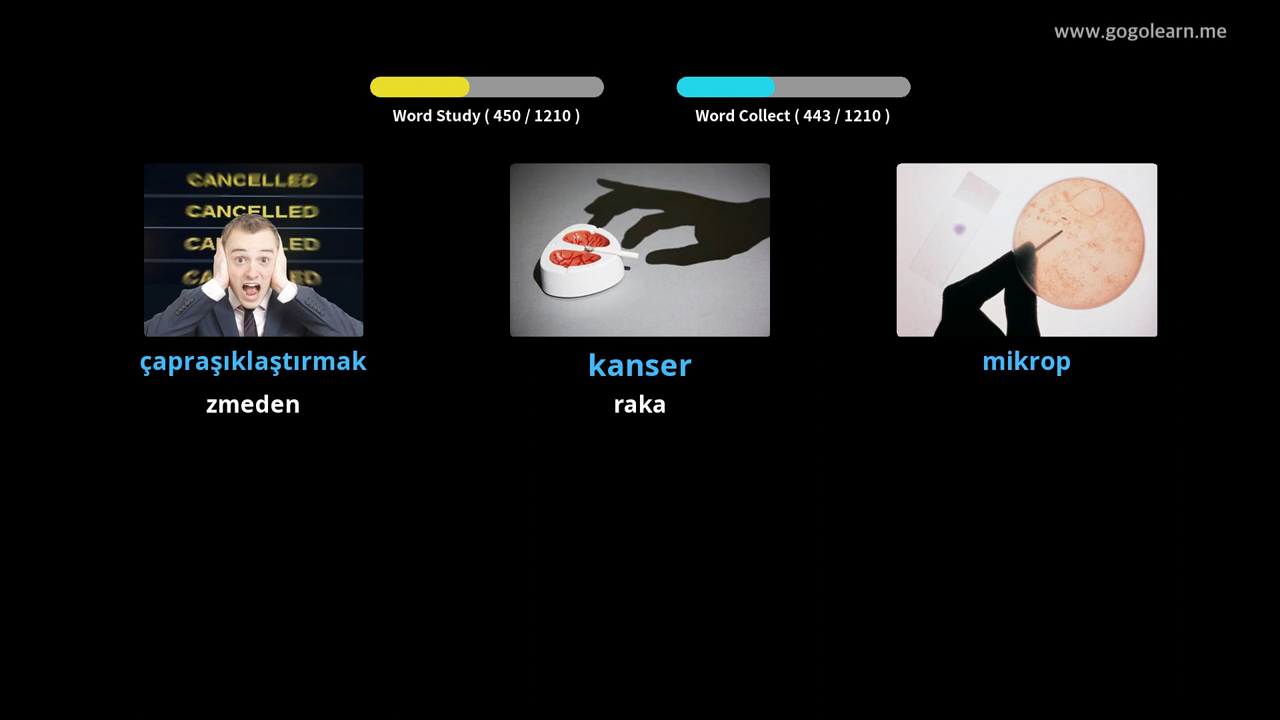 www.gogolearn.me
Word Study ( 450 / 1210 )
Word Collect ( 443 / 1210 )
CANCELLED
CANCELLED
çapraşıklaştırmak
kanser
mikrop
zmeden
raka